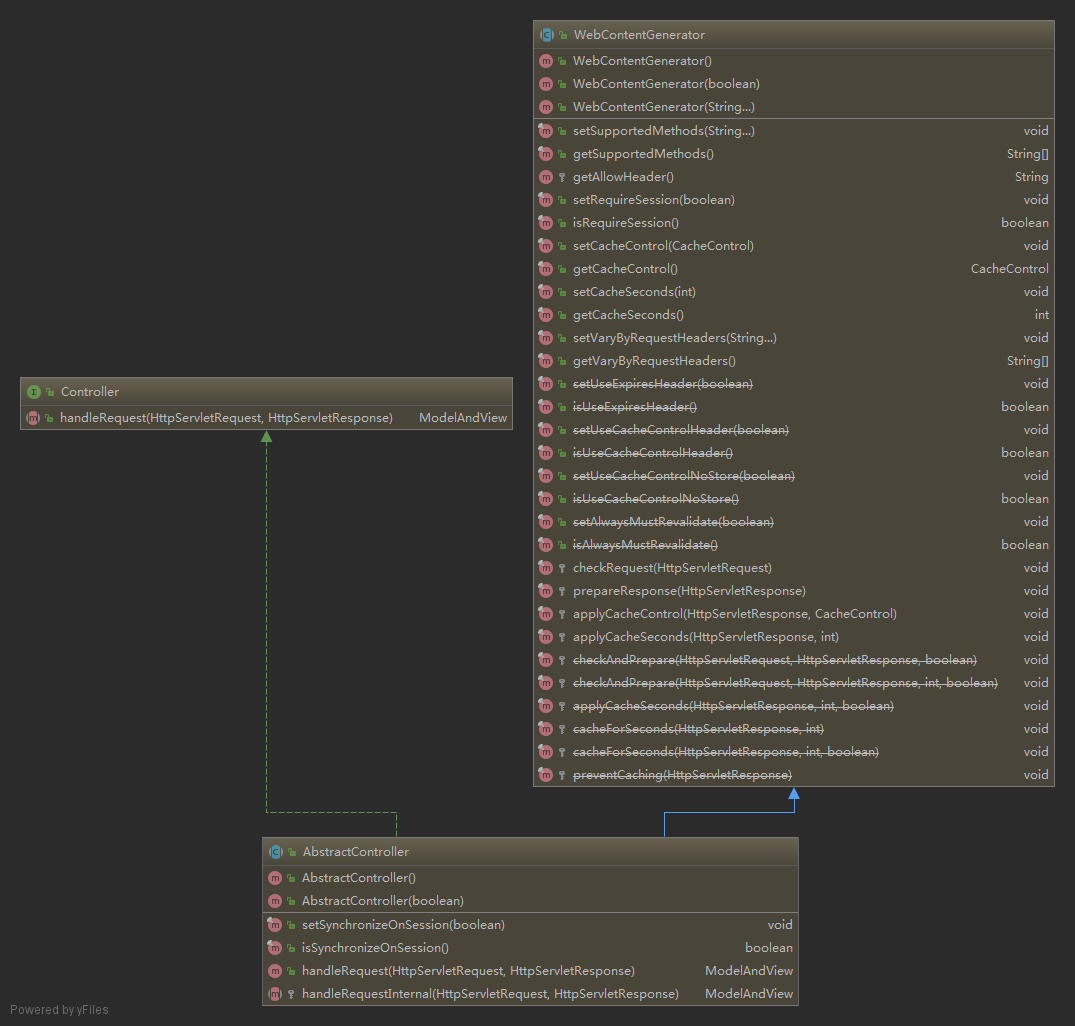 WebContentGenerator
WebContentGenerator()
WebContentGenerator(boolean)
WebContentGenerator(String...)
setSupportedMethods(String...) void
getSupportedMethods() String[]
getAllowHeader() String
setRequireSession(boolean) void
isRequireSession() boolean
setCacheControl(CacheControl) void
getCacheControl() CacheControl
setCacheSeconds(int) void
getCacheSeconds() int
setVaryByRequestHeaders(String...) void
getVaryByRequestHeaders() String[]
setUseExpiresHeader(boolean) void
isUseExpiresHeader() boolean
setUseCacheControlHeader(boolean) void
isUseCacheControlHeader() boolean
setUseCacheControlNoStore(boolean) void
isUseCacheControlNoStore() boolean
setAlwaysMustRevalidate(boolean) void
isAlwaysMustRevalidate() boolean
checkRequest(HttpServletRequest) void
prepareResponse(HttpServletResponse) void
applyCacheControl(HttpServletResponse, CacheControl) void
applyCacheSeconds(HttpServletResponse, int) void
checkAndPrepare(HttpServletRequest, HttpServletResponse, boolean) void
checkAndPrepare(HttpServletRequest, HttpServletResponse, int, boolean) void
applyCacheSeconds(HttpServletResponse, int, boolean) void
cacheForSeconds(HttpServletResponse, int) void
cacheForSeconds(HttpServletResponse, int, boolean) void
preventCaching(HttpServletResponse) void
Controller
handleRequest(HttpServletRequest, HttpServletResponse) ModelAndView
AbstractController
AbstractController()
AbstractController(boolean)
setSynchronizeOnSession(boolean) void
isSynchronizeOnSession() boolean
handleRequest(HttpServletRequest, HttpServletResponse) ModelAndView
handleRequestInternal(HttpServletRequest, HttpServletResponse) ModelAndView
Powered by yFiles